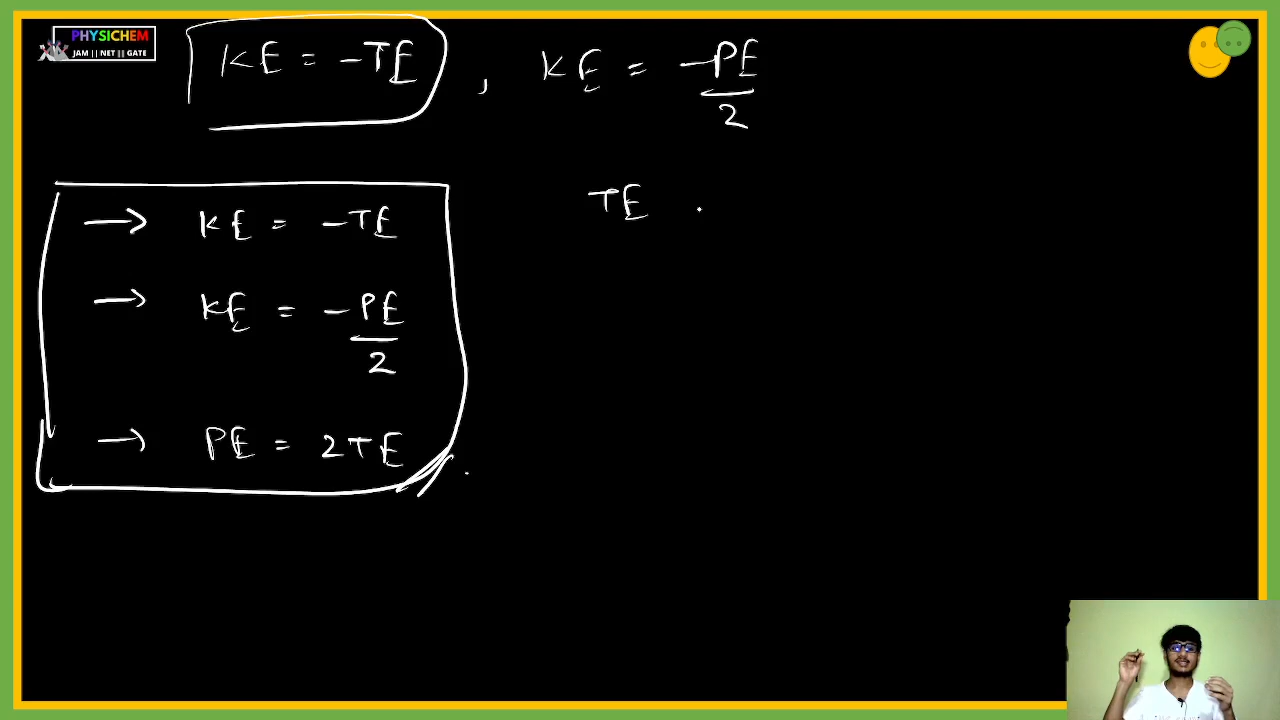 PHYSICHEM
JAM || NET || GATE
KE = -TE , KE = -PE/2
→ KE = -TE
TE
→ KE = -PE/2
→ PE = 2TE